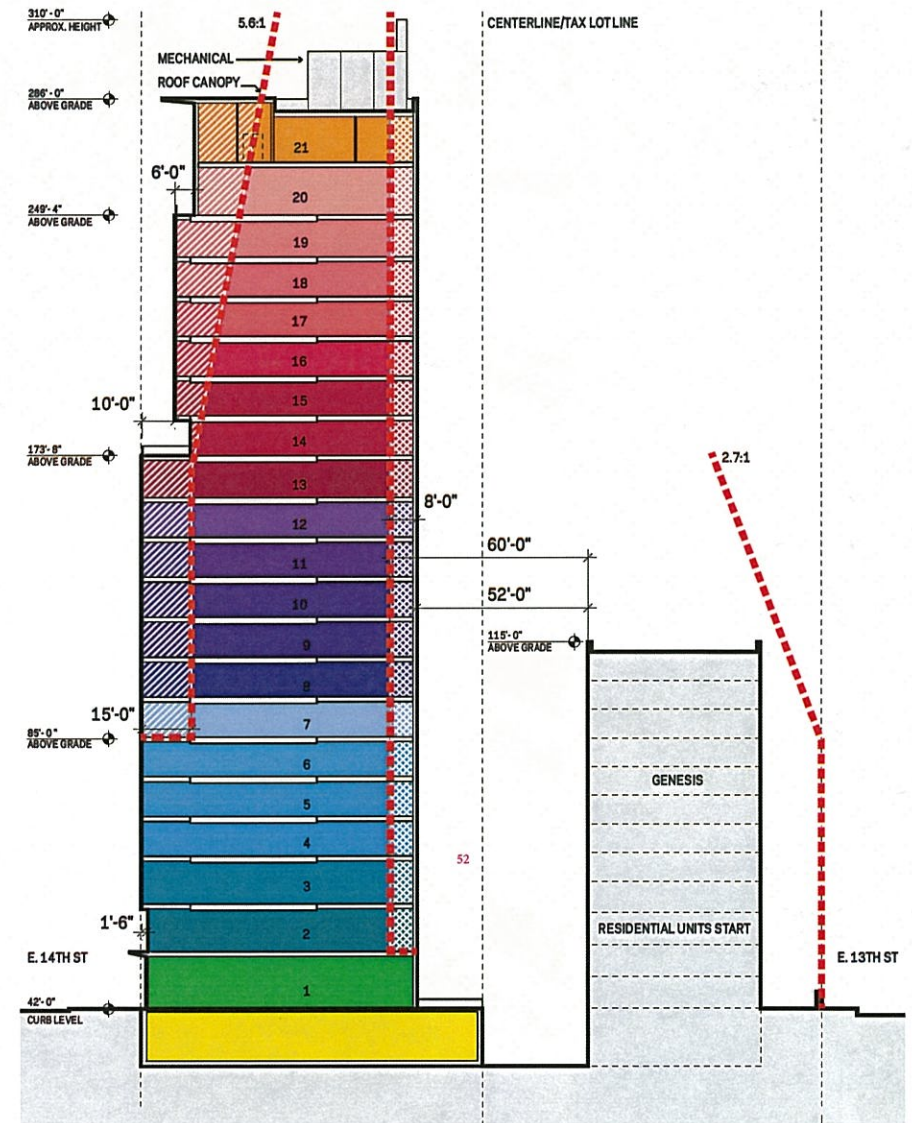 310'- 0"
APPROX. HEIGHT
5.6:1
CENTERLINE/TAX LOT LINE
MECHANICAL
ROOF CANOPY
286'- 0"
ABOVE GRADE
21
6'-0"
20
249'- 4"
ABOVE GRADE
19
18
17
16
15
10'-0"
14
173'- 8"
ABOVE GRADE
2.7:1
13
8'-0"
12
60'-0"
11
52'-0"
10
115'- 0"
ABOVE GRADE
9
8
15'-0"
7
85'- 0"
ABOVE GRADE
6
GENESIS
5
4
52
3
1'-6"
RESIDENTIAL UNITS START
2
E. 14TH ST
E. 13TH ST
1
42'- 0"
CURB LEVEL